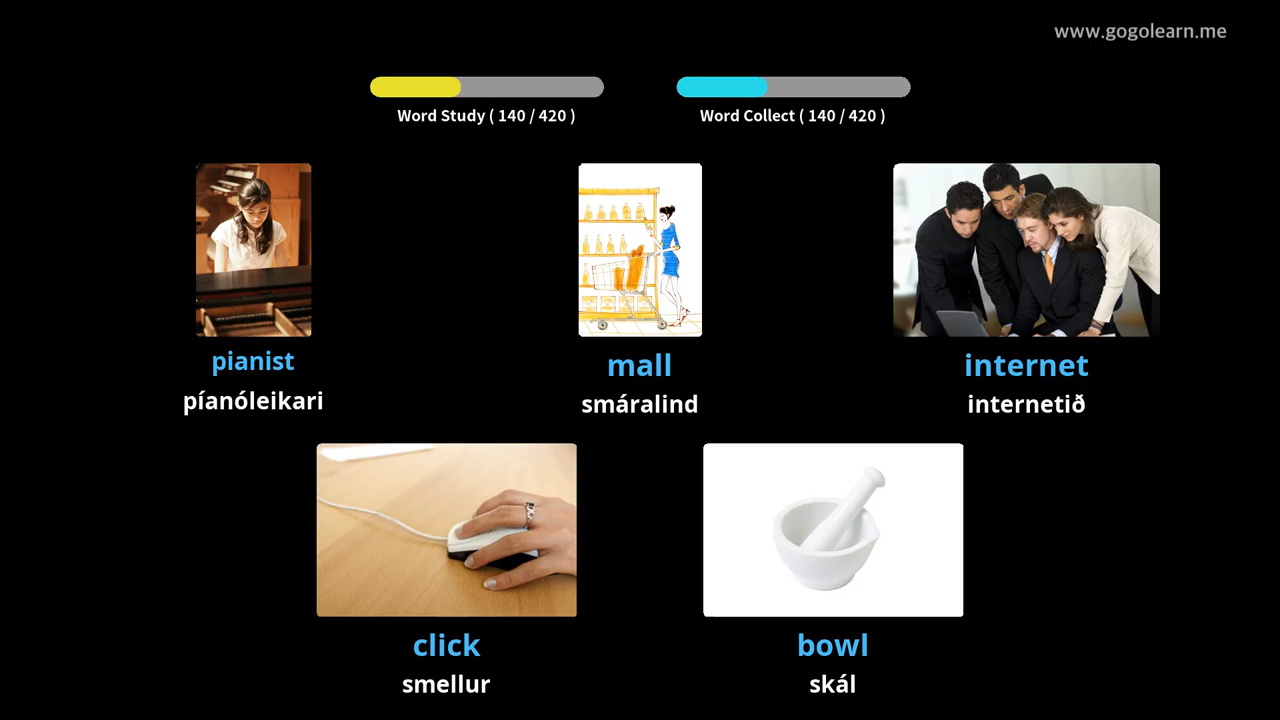 www.gogolearn.me
Word Study ( 140 / 420 )
Word Collect ( 140 / 420 )
pianist
píanóleikari
mall
smáralind
internet
internetið
click
smellur
bowl
skál